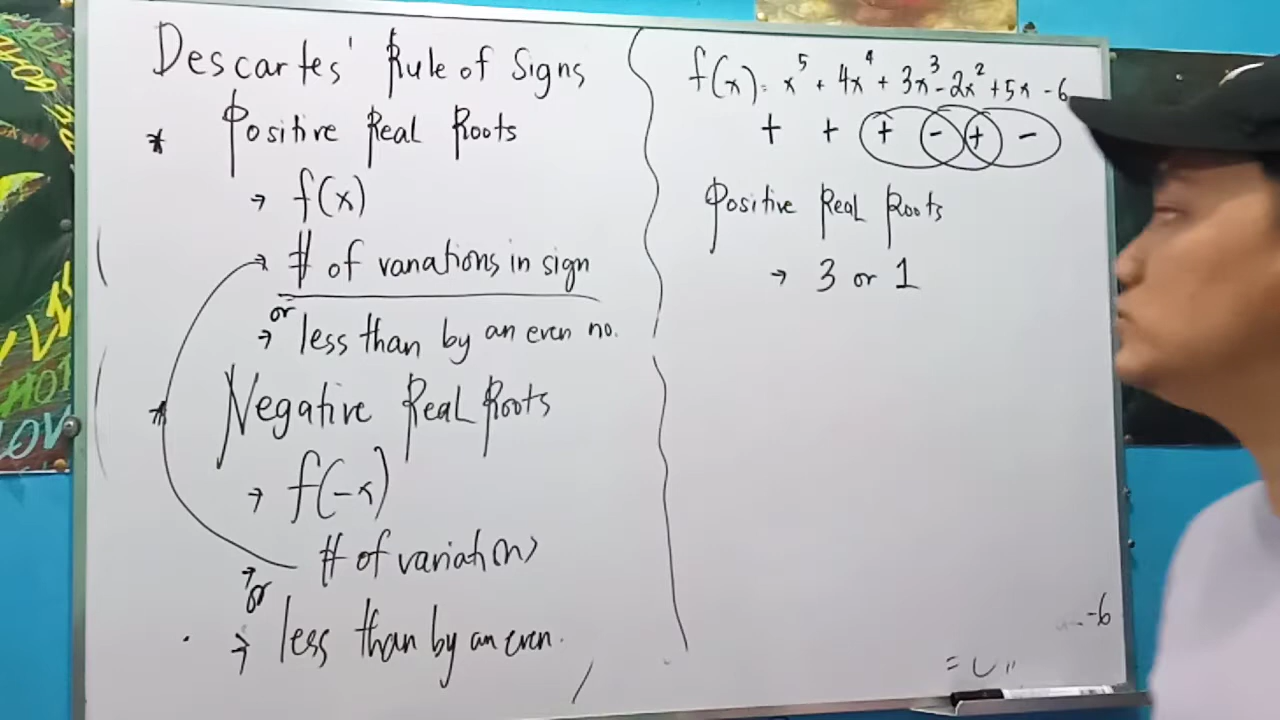 Descartes' Rule of Signs
* Positive Real Roots
→ f(x)
→ # of variations in sign
or
→ less than by an even no.
* Negative Real Roots
→ f(-x)
→ # of variations
or
→ less than by an even.
f(x) = x⁵ + 4x⁴ + 3x³ - 2x² + 5x - 6
+ + + - + -
Positive Real Roots
→ 3 or 1
-6